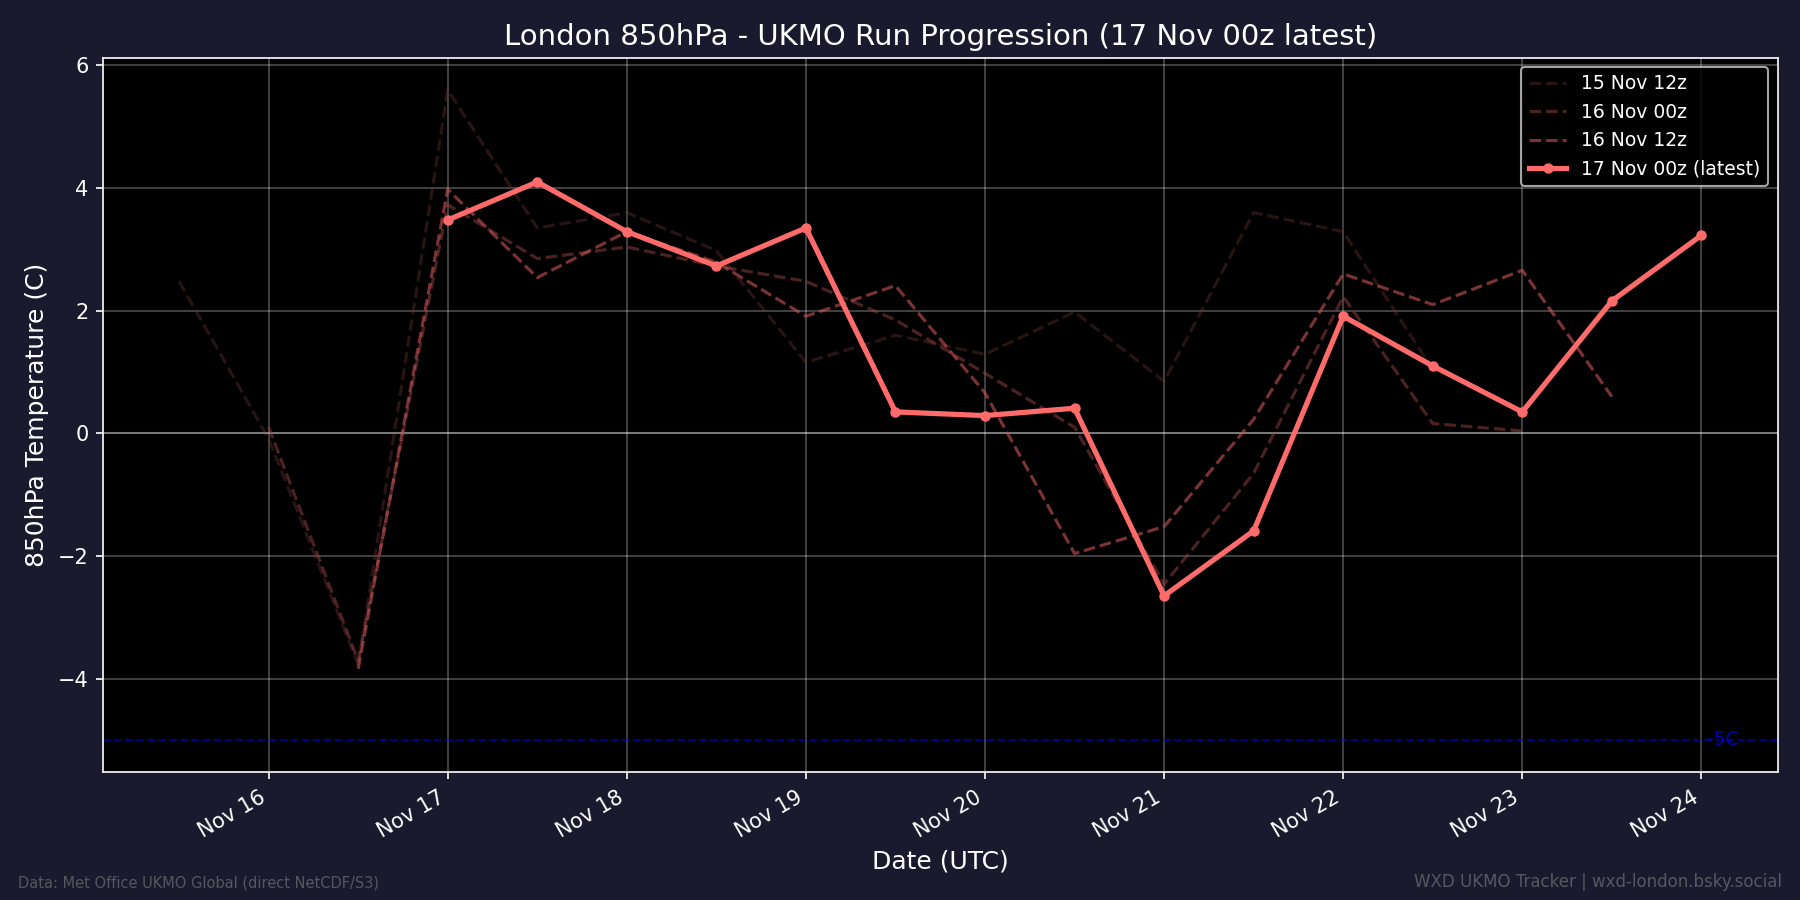 London 850hPa - UKMO Run Progression (17 Nov 00z latest)
15 Nov 12z
16 Nov 00z
16 Nov 12z
17 Nov 00z (latest)
850hPa Temperature (C)
6
4
2
0
−2
−4
-5C
Nov 16
Nov 17
Nov 18
Nov 19
Nov 20
Nov 21
Nov 22
Nov 23
Nov 24
Date (UTC)
Data: Met Office UKMO Global (direct NetCDF/S3)
WXD UKMO Tracker | wxd-london.bsky.social